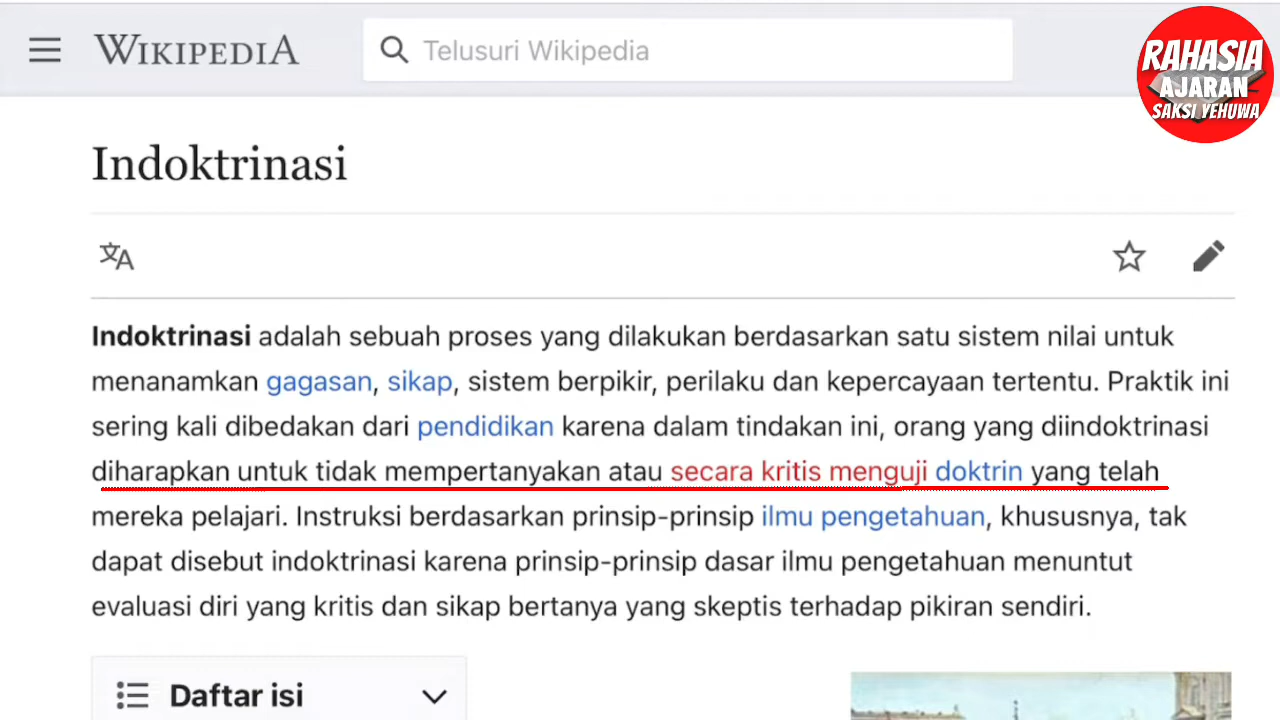 WIKIPEDIA
Telusuri Wikipedia
RAHASIA
AJARAN
SAKSI YEHUWA
Indoktrinasi
文A
Indoktrinasi adalah sebuah proses yang dilakukan berdasarkan satu sistem nilai untuk
menanamkan gagasan, sikap, sistem berpikir, perilaku dan kepercayaan tertentu. Praktik ini
sering kali dibedakan dari pendidikan karena dalam tindakan ini, orang yang diindoktrinasi
diharapkan untuk tidak mempertanyakan atau secara kritis menguji doktrin yang telah
mereka pelajari. Instruksi berdasarkan prinsip-prinsip ilmu pengetahuan, khususnya, tak
dapat disebut indoktrinasi karena prinsip-prinsip dasar ilmu pengetahuan menuntut
evaluasi diri yang kritis dan sikap bertanya yang skeptis terhadap pikiran sendiri.
Daftar isi